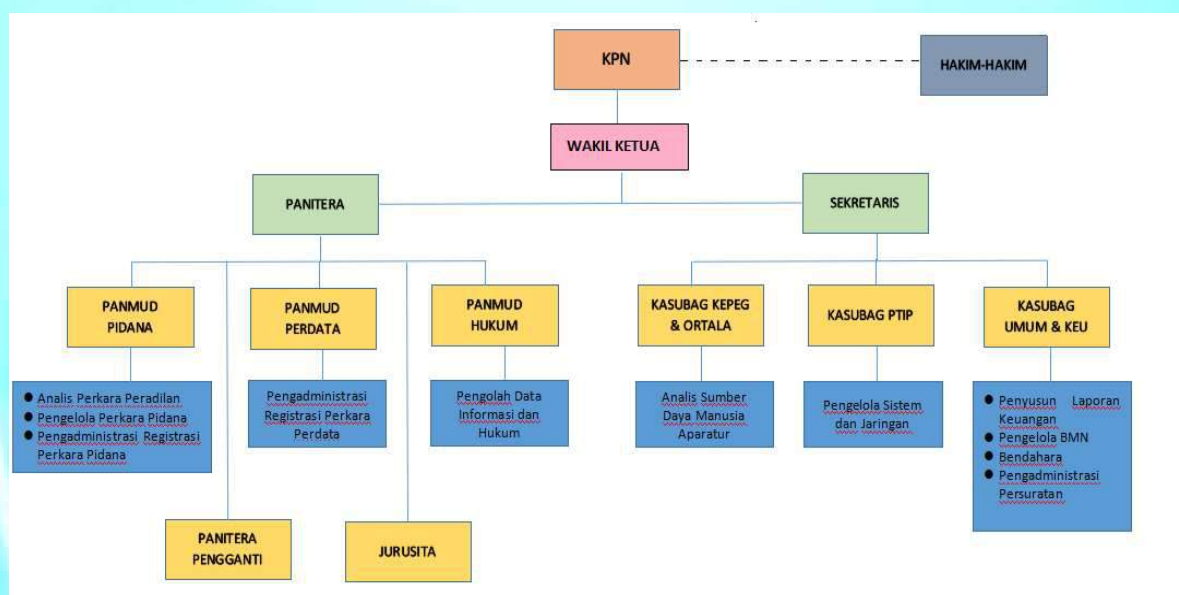 KPN
HAKIM-HAKIM
WAKIL KETUA
PANITERA
SEKRETARIS
PANMUD
PIDANA
PANMUD
PERDATA
PANMUD
HUKUM
KASUBAG KEPEG
& ORTALA
KASUBAG PTIP
KASUBAG
UMUM & KEU
● Analis Perkara Peradilan
● Pengelola Perkara Pidana
● Pengadministrasi Registrasi
Perkara Pidana
Pengadministrasi
Registrasi Perkara
Perdata
Pengolah Data
Informasi dan
Hukum
Analis Sumber
Daya Manusia
Aparatur
Pengelola Sistem
dan Jaringan
● Penyusun Laporan
Keuangan
● Pengelola BMN
● Bendahara
● Pengadministrasi
Persuratan
PANITERA
PENGGANTI
JURUSITA